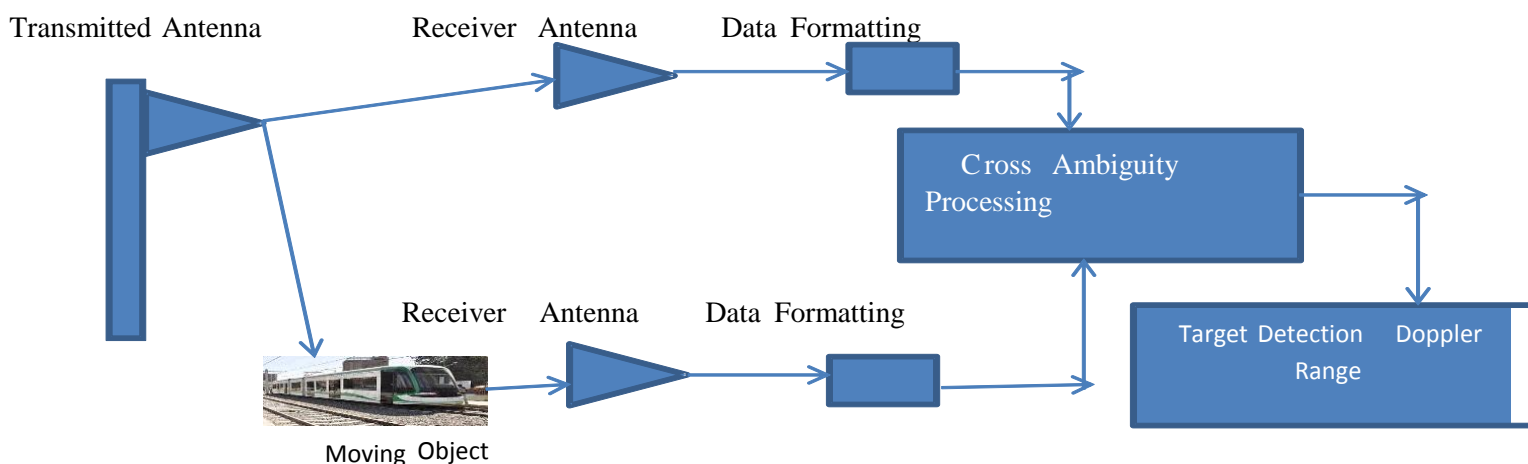 Transmitted Antenna
Receiver Antenna
Data Formatting
Cross Ambiguity
Processing
Receiver Antenna
Data Formatting
Target Detection Doppler
Range
Moving Object